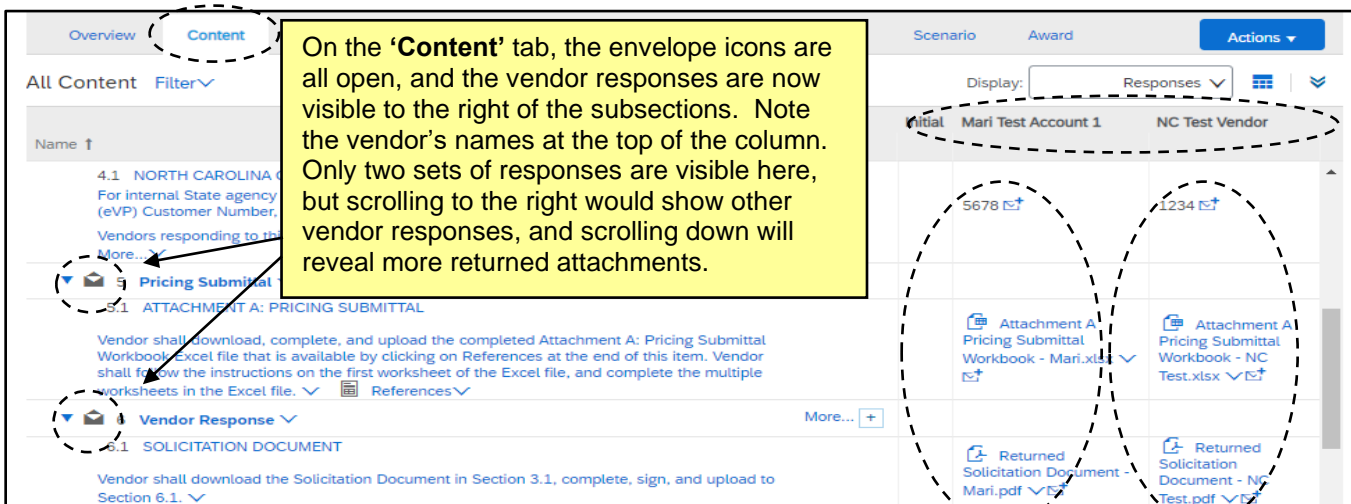 Overview
Content
Scenario
Award
Actions
On the ‘Content’ tab, the envelope icons are
all open, and the vendor responses are now
visible to the right of the subsections.  Note
the vendor’s names at the top of the column.
Only two sets of responses are visible here,
but scrolling to the right would show other
vendor responses, and scrolling down will
reveal more returned attachments.
All Content
Filter
Display:
Responses
Name ↑
Initial
Mari Test Account 1
NC Test Vendor
4.1 NORTH CAROLINA
For internal State agency
(eVP) Customer Number,
Vendors responding to
More...
5678
1234
5 Pricing Submittal
5.1 ATTACHMENT A: PRICING SUBMITTAL
Vendor shall download, complete, and upload the completed Attachment A: Pricing Submittal
Workbook Excel file that is available by clicking on References at the end of this item. Vendor
shall follow the instructions on the first worksheet of the Excel file, and complete the multiple
worksheets in the Excel file.
References
Attachment A
Pricing Submittal
Workbook - Mari.xlsx
Attachment A
Pricing Submittal
Workbook - NC
Test.xlsx
6 Vendor Response
More... +
6.1 SOLICITATION DOCUMENT
Vendor shall download the Solicitation Document in Section 3.1, complete, sign, and upload to
Section 6.1.
Returned
Solicitation Document -
Mari.pdf
Returned
Solicitation
Document - NC
Test.pdf